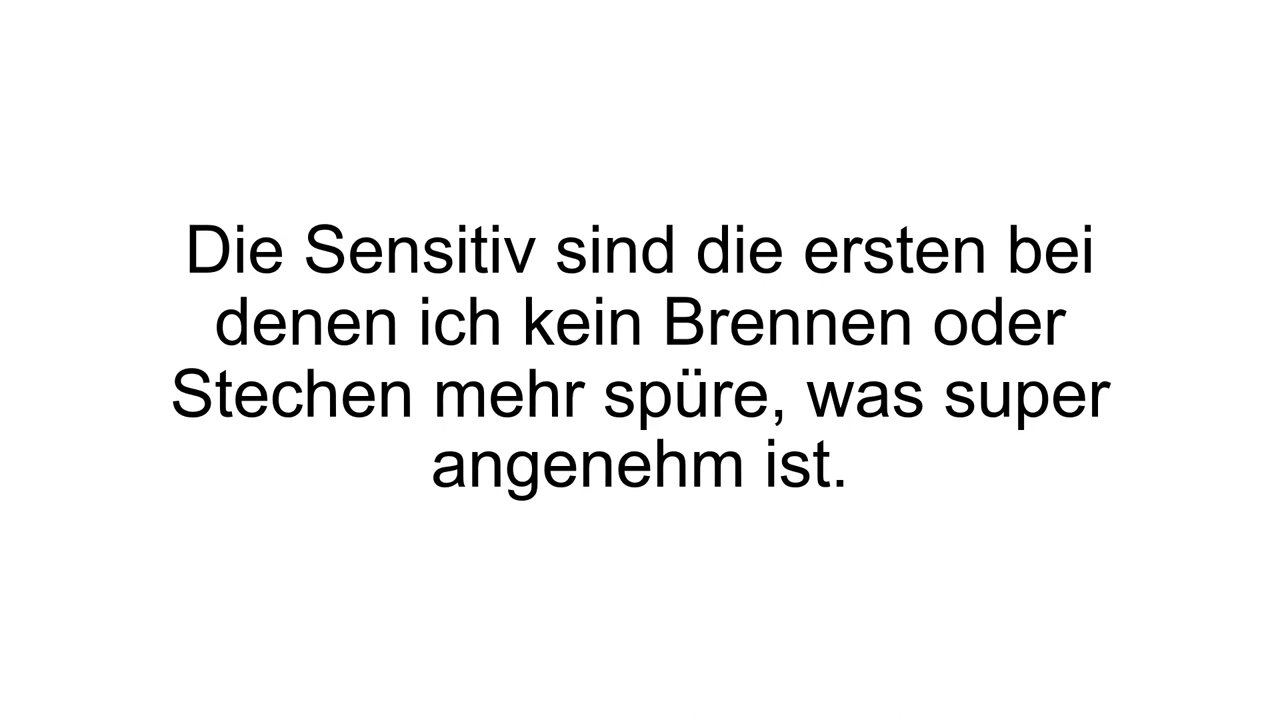 Die Sensitiv sind die ersten bei
denen ich kein Brennen oder
Stechen mehr spüre, was super
angenehm ist.